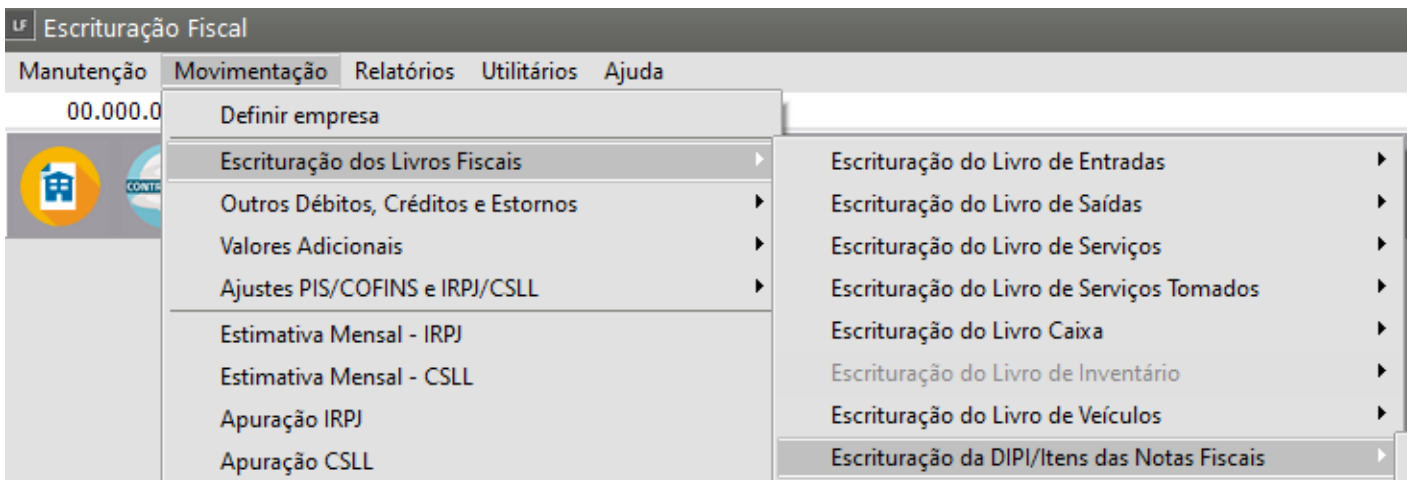 LF Escrituração Fiscal
Manutenção Movimentação Relatórios Utilitários Ajuda
00.000.0
Definir empresa
Escrituração dos Livros Fiscais
Outros Débitos, Créditos e Estornos
Valores Adicionais
Ajustes PIS/COFINS e IRPJ/CSLL
Estimativa Mensal - IRPJ
Estimativa Mensal - CSLL
Apuração IRPJ
Apuração CSLL
Escrituração do Livro de Entradas
Escrituração do Livro de Saídas
Escrituração do Livro de Serviços
Escrituração do Livro de Serviços Tomados
Escrituração do Livro Caixa
Escrituração do Livro de Inventário
Escrituração do Livro de Veículos
Escrituração da DIPI/Itens das Notas Fiscais